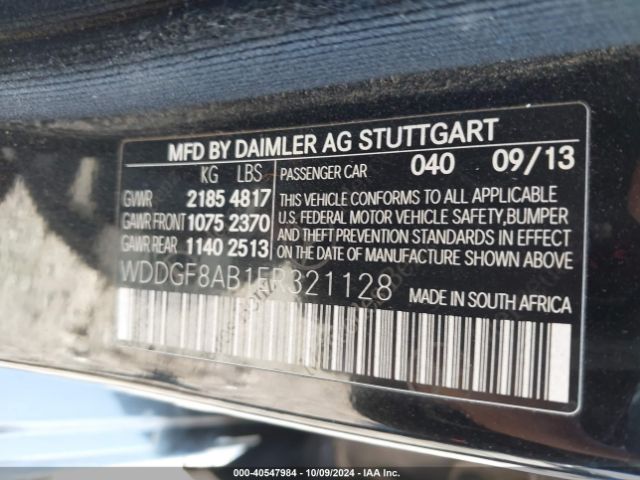 MFD BY DAIMLER AG STUTTGART
KG LBS
GVWR 2185 4817
GAWR FRONT 1075 2370
GAWR REAR 1140 2513
PASSENGER CAR 040 09/13
THIS VEHICLE CONFORMS TO ALL APPLICABLE
U.S. FEDERAL MOTOR VEHICLE SAFETY,BUMPER
AND THEFT PREVENTION STANDARDS IN EFFECT
ON THE DATE OF MANUFACTURE SHOWN ABOVE.
WDDGF8AB1ER321128
MADE IN SOUTH AFRICA
000-40547984 | 10/09/2024 - IAA Inc.